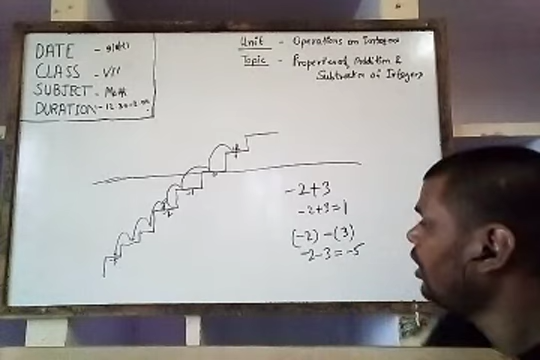 DATE -
CLASS - VII
SUBJECT - Math
DURATION -
Unit - Operations on Integers
Topic - Properties of Addition &
Subtraction of Integers
-2+3
-2+3=1
(-2) -(3)
-2-3=-5